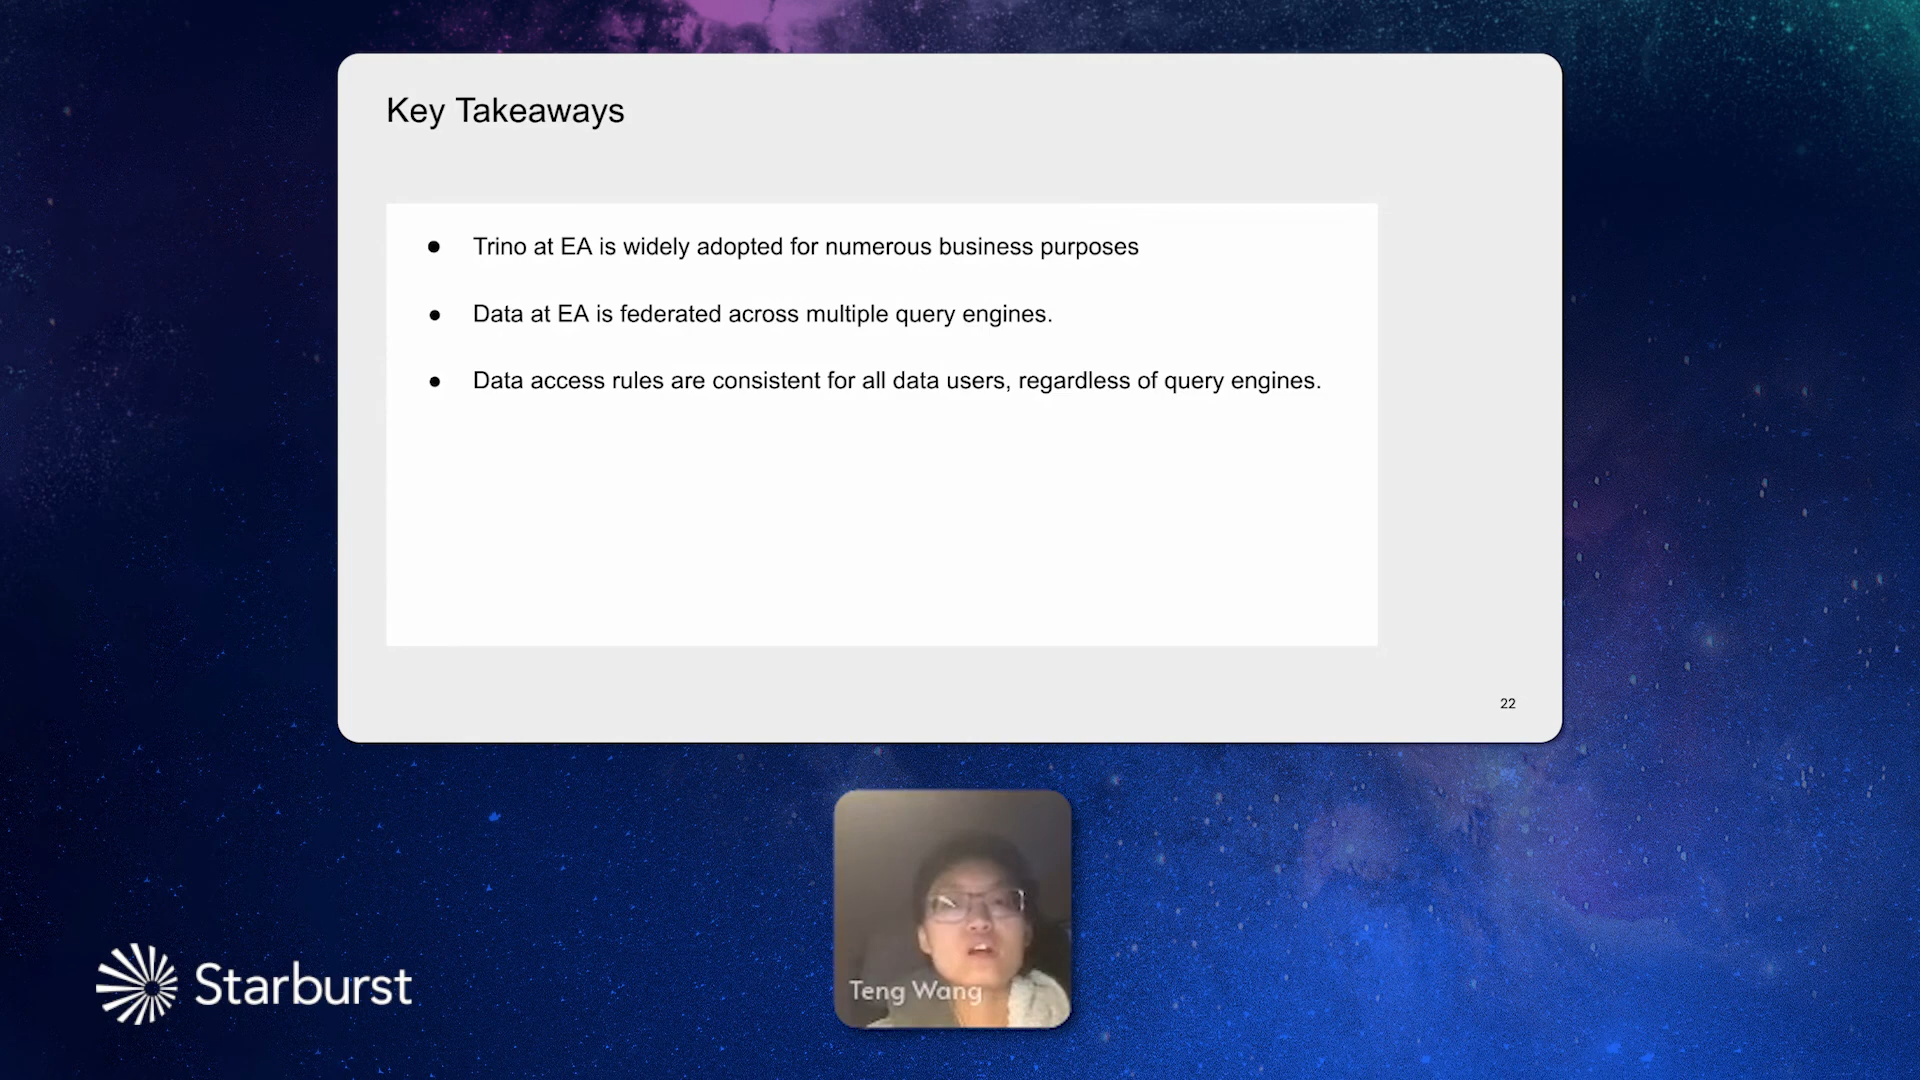 Key Takeaways
● Trino at EA is widely adopted for numerous business purposes
● Data at EA is federated across multiple query engines.
● Data access rules are consistent for all data users, regardless of query engines.
22
Teng Wang
Starburst